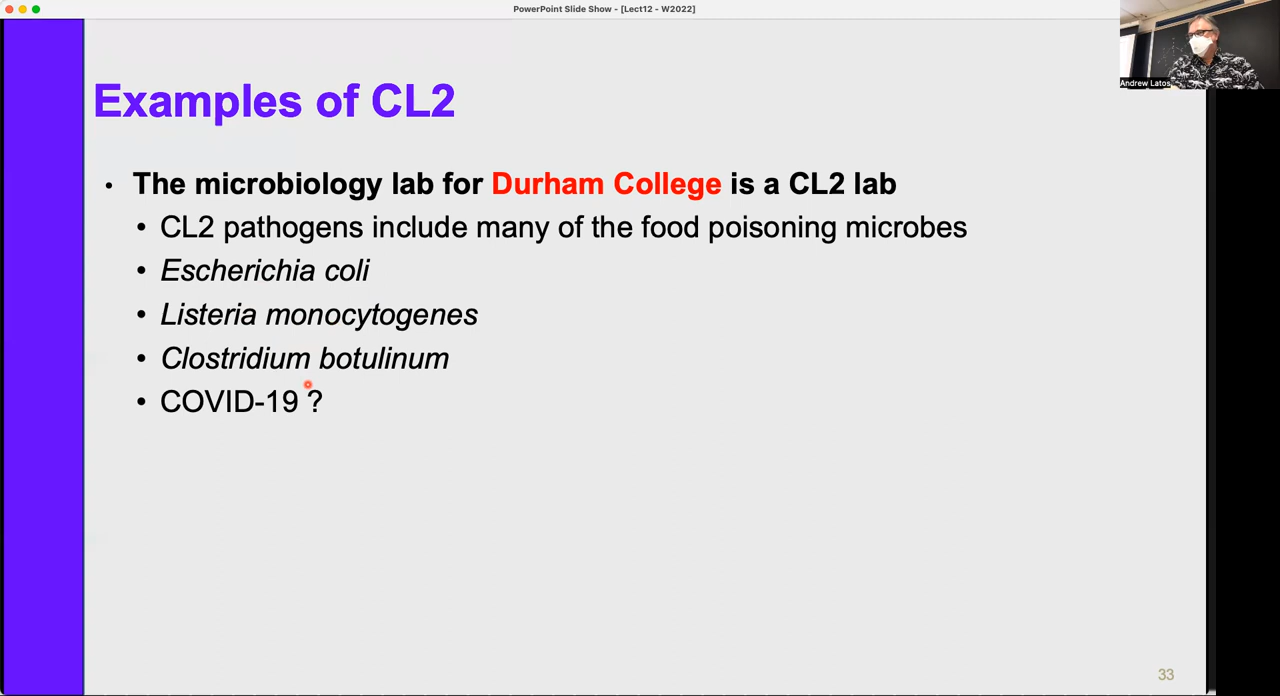 PowerPoint Slide Show - [Lect12 - W2022]
Andrew Latos
Examples of CL2
• The microbiology lab for Durham College is a CL2 lab
• CL2 pathogens include many of the food poisoning microbes
• Escherichia coli
• Listeria monocytogenes
• Clostridium botulinum
• COVID-19 ?
33